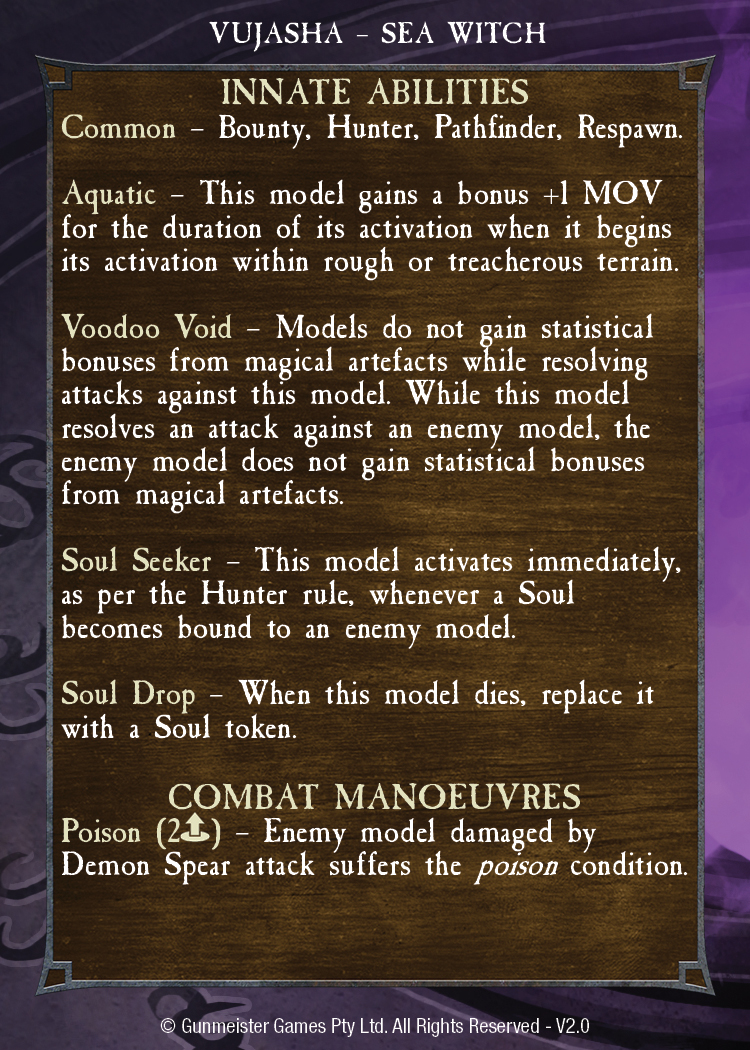 VUJASHA – SEA WITCH
INNATE ABILITIES
Common – Bounty, Hunter, Pathfinder, Respawn.
Aquatic – This model gains a bonus +1 MOV
for the duration of its activation when it begins
its activation within rough or treacherous terrain.
Voodoo Void – Models do not gain statistical
bonuses from magical artefacts while resolving
attacks against this model. While this model
resolves an attack against an enemy model, the
enemy model does not gain statistical bonuses
from magical artefacts.
Soul Seeker – This model activates immediately,
as per the Hunter rule, whenever a Soul
becomes bound to an enemy model.
Soul Drop – When this model dies, replace it
with a Soul token.
COMBAT MANOEUVRES
Poison (2) – Enemy model damaged by
Demon Spear attack suffers the poison condition.
© Gunmeister Games Pty Ltd. All Rights Reserved - V2.0